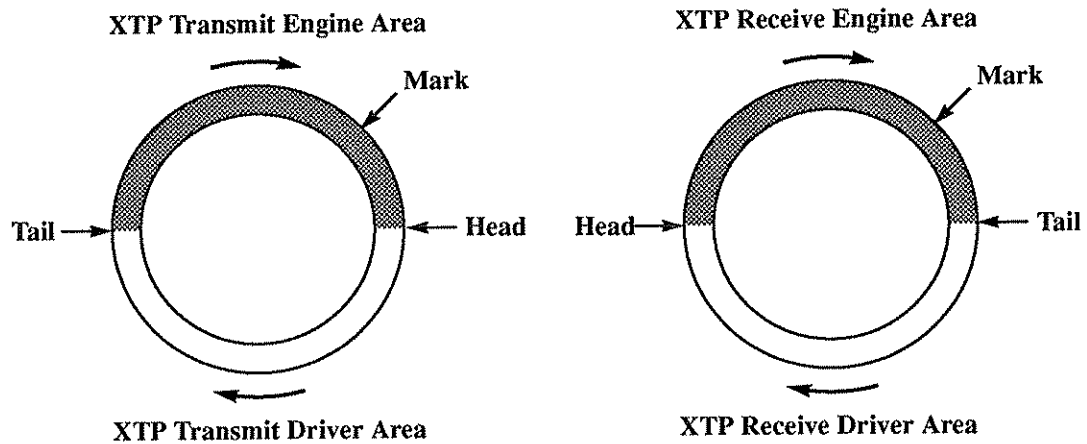 XTP Transmit Engine Area
Mark
Tail
Head
XTP Transmit Driver Area
XTP Receive Engine Area
Mark
Head
Tail
XTP Receive Driver Area